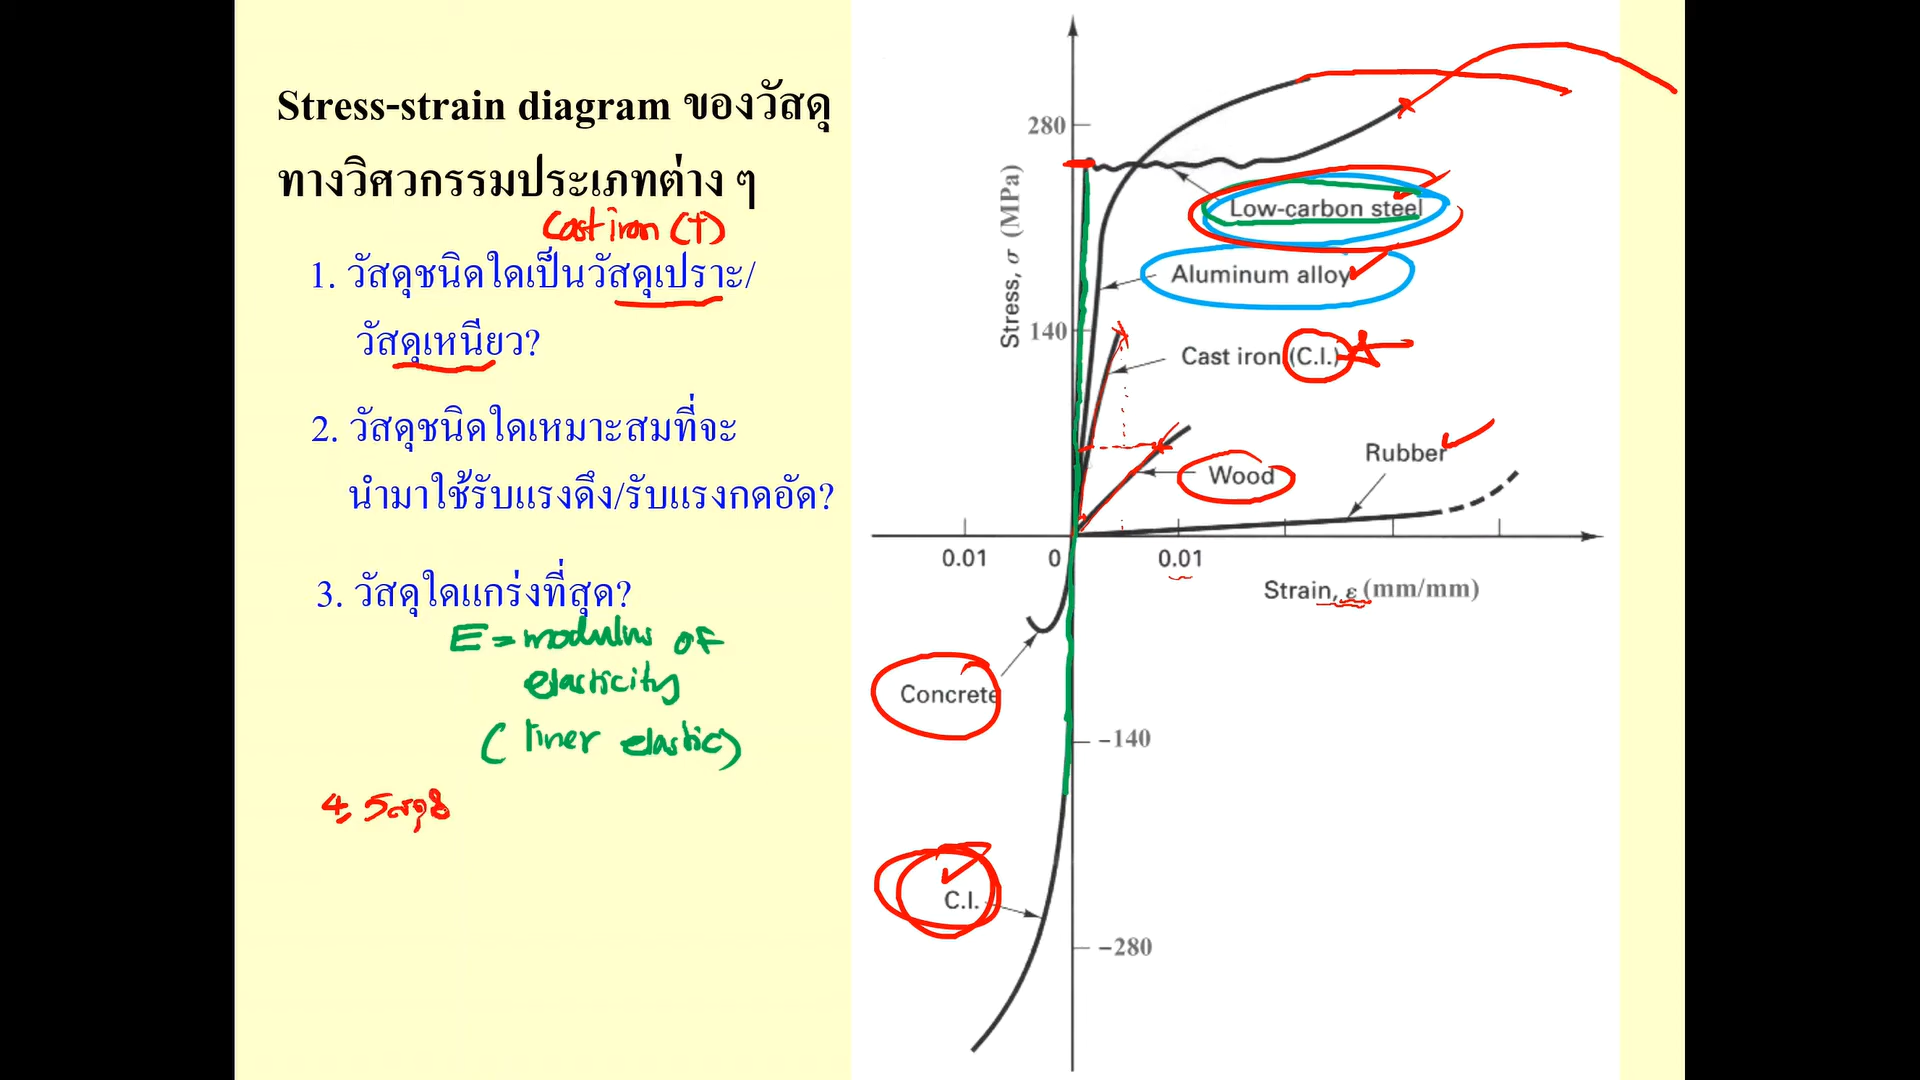 Stress-strain diagram ของวัสดุ
ทางวิศวกรรมประเภทต่าง ๆ
Cast iron (T)
1. วัสดุชนิดใดเป็นวัสดุเปราะ/
วัสดุเหนียว?
2. วัสดุชนิดใดเหมาะสมที่จะ
นำมาใช้รับแรงดึง/รับแรงกดอัด?
3. วัสดุใดแกร่งที่สุด?
E = modulus of
elasticity
( liner elastic)
4.
Stress, σ (MPa)
280
140
Low-carbon steel
Aluminum alloy
Cast iron (C.I.)
Wood
Rubber
0.01
0
0.01
Strain, ε (mm/mm)
Concrete
-140
C.I.
-280